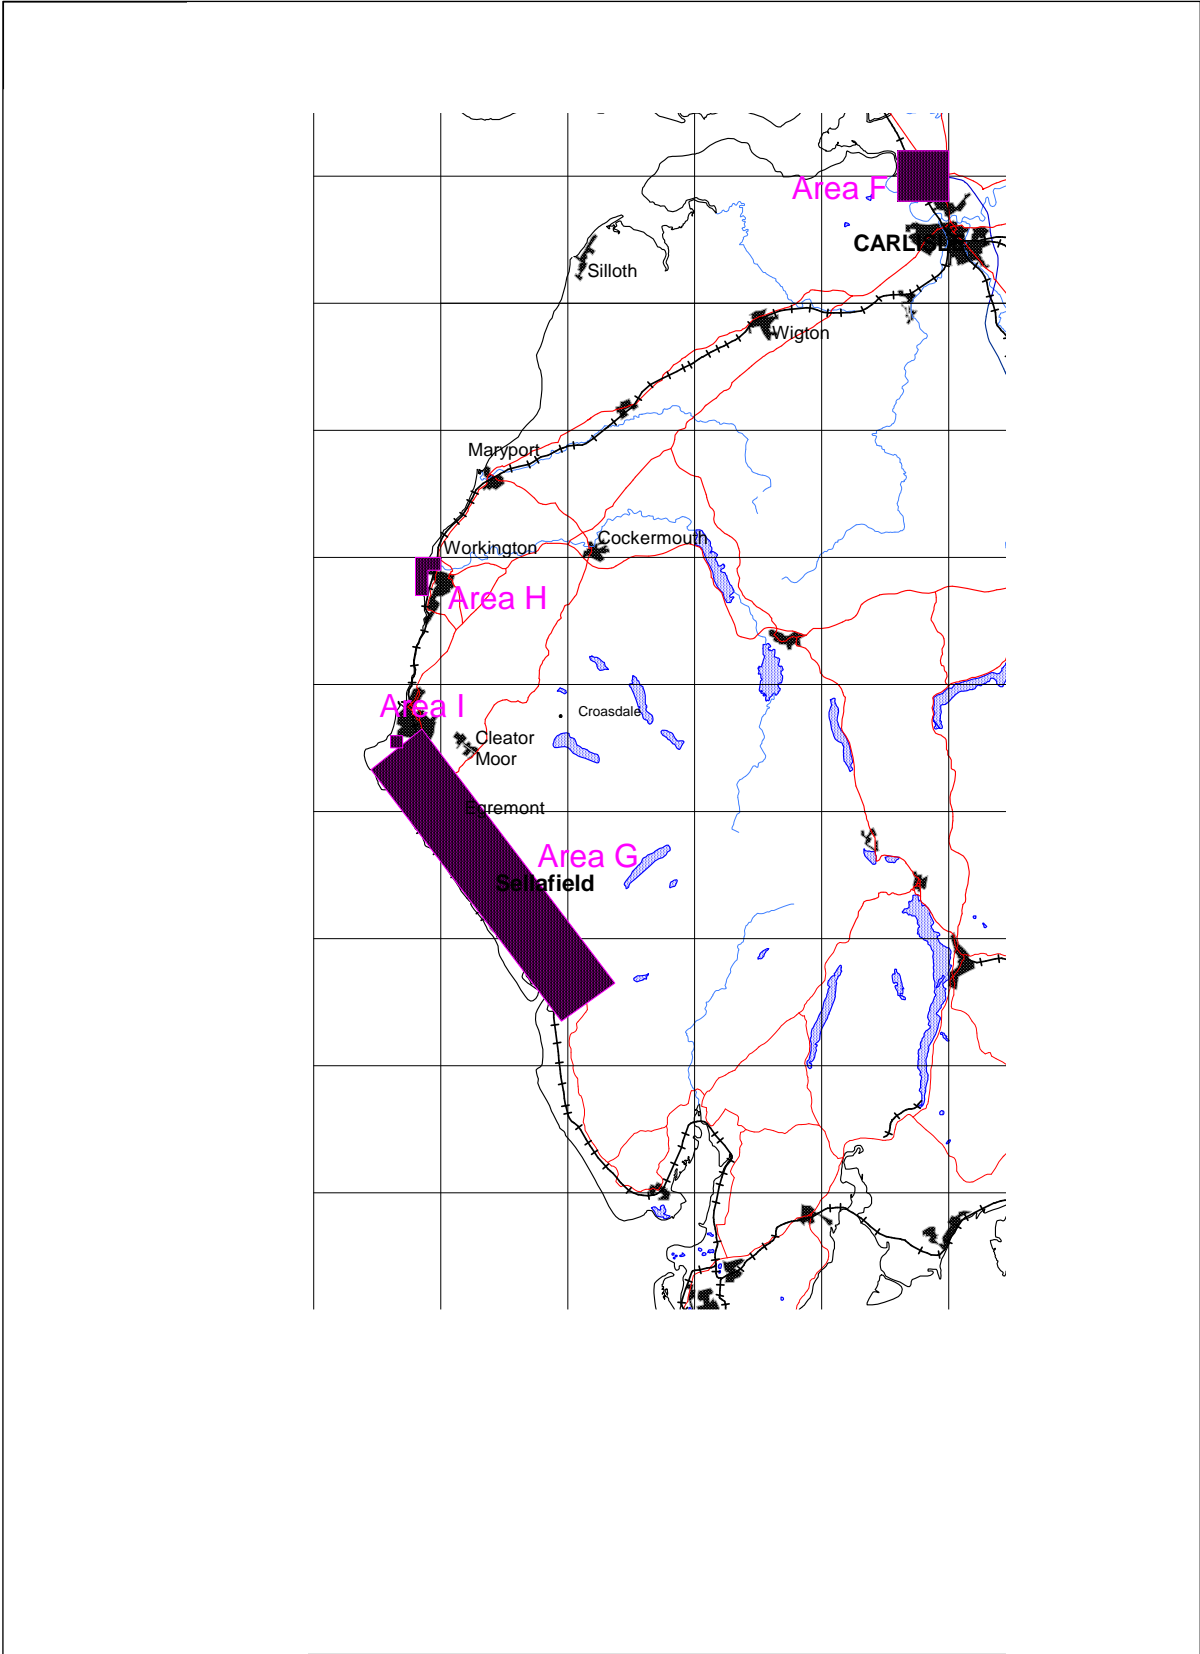 Area F
CARLISLE
Silloth
Wigton
Maryport
Cockermouth
Workington
Area H
Area I
Croasdale
Cleator
Moor
Egremont
Area G
Sellafield